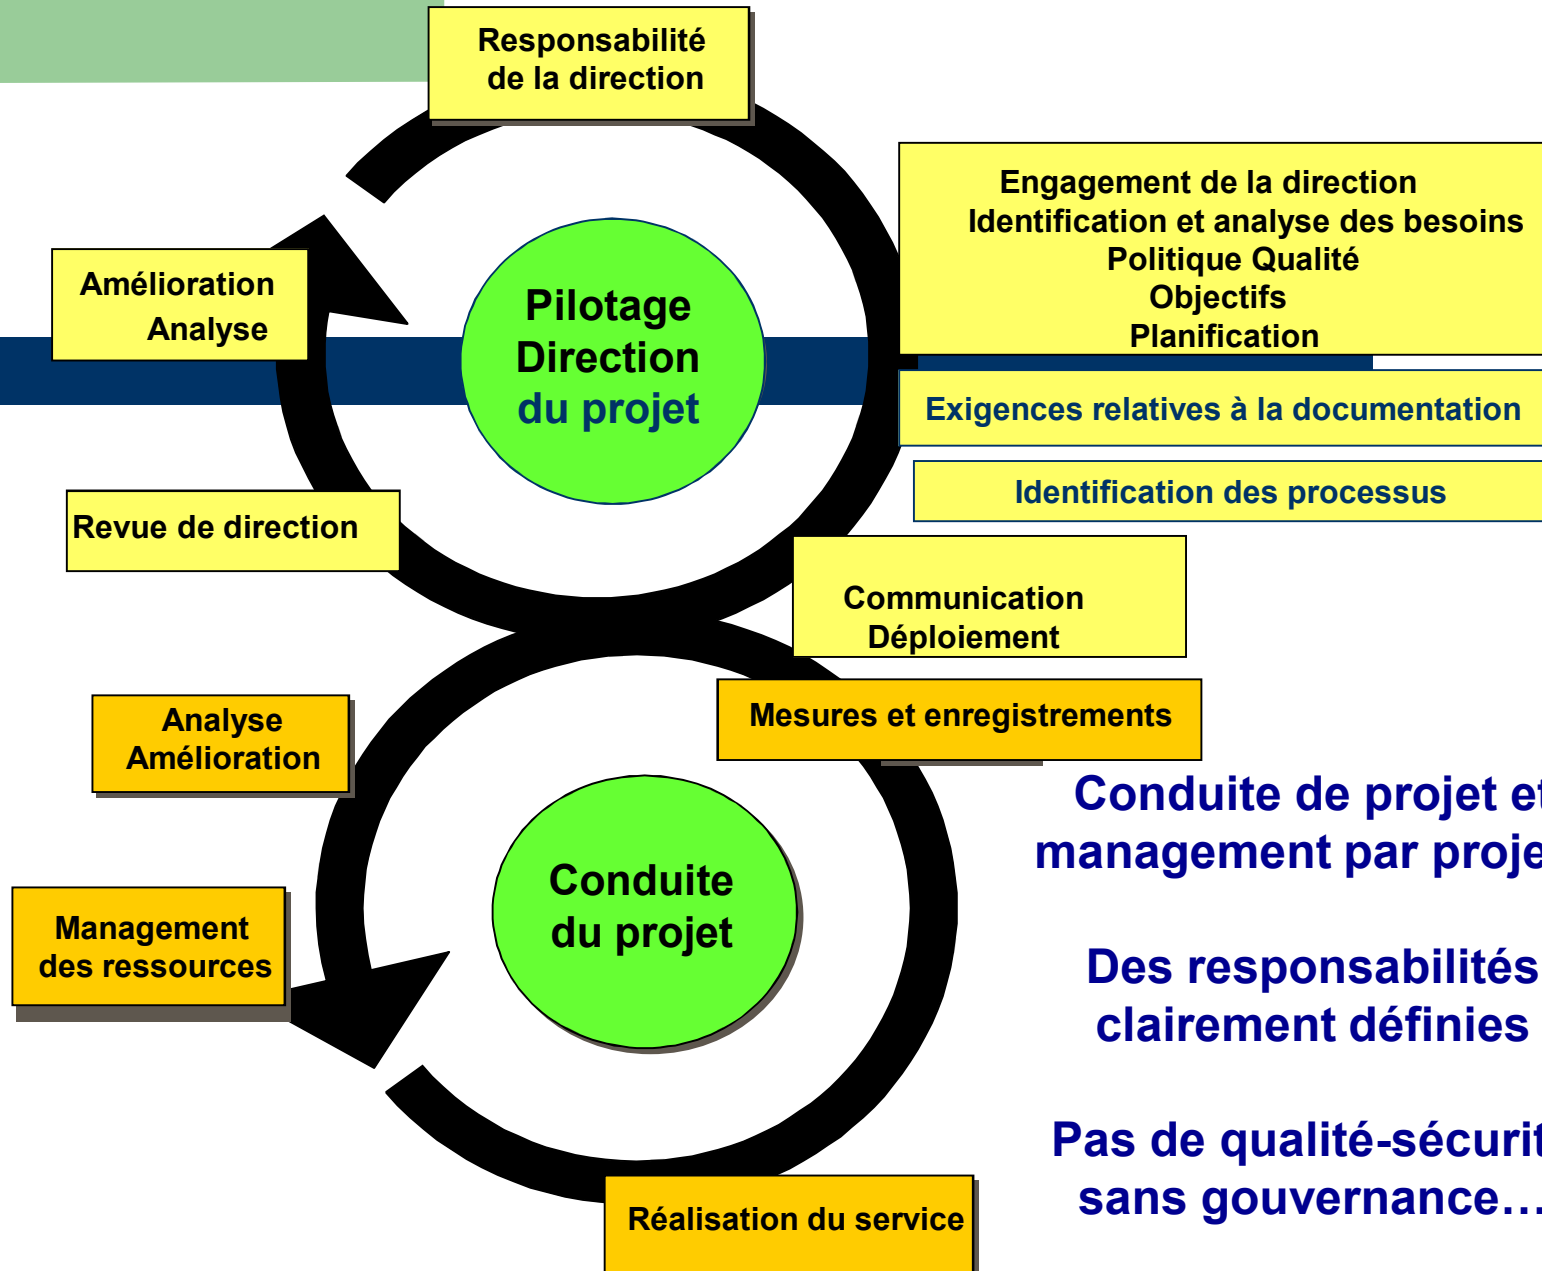 Responsabilité
de la direction
Engagement de la direction
Identification et analyse des besoins
Politique Qualité
Objectifs
Planification
Amélioration
Analyse
Pilotage
Direction
du projet
Exigences relatives à la documentation
Identification des processus
Revue de direction
Communication
Déploiement
Mesures et enregistrements
Analyse
Amélioration
Conduite
du projet
Management
des ressources
Réalisation du service
Conduite de projet et
management par proje
Des responsabilités
clairement définies
Pas de qualité-sécurit
sans gouvernance…